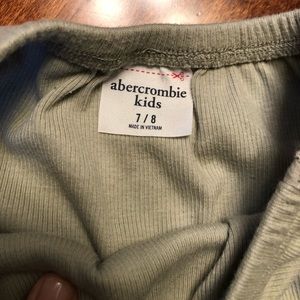 abercrombie
kids
7 / 8
MADE IN VIETNAM